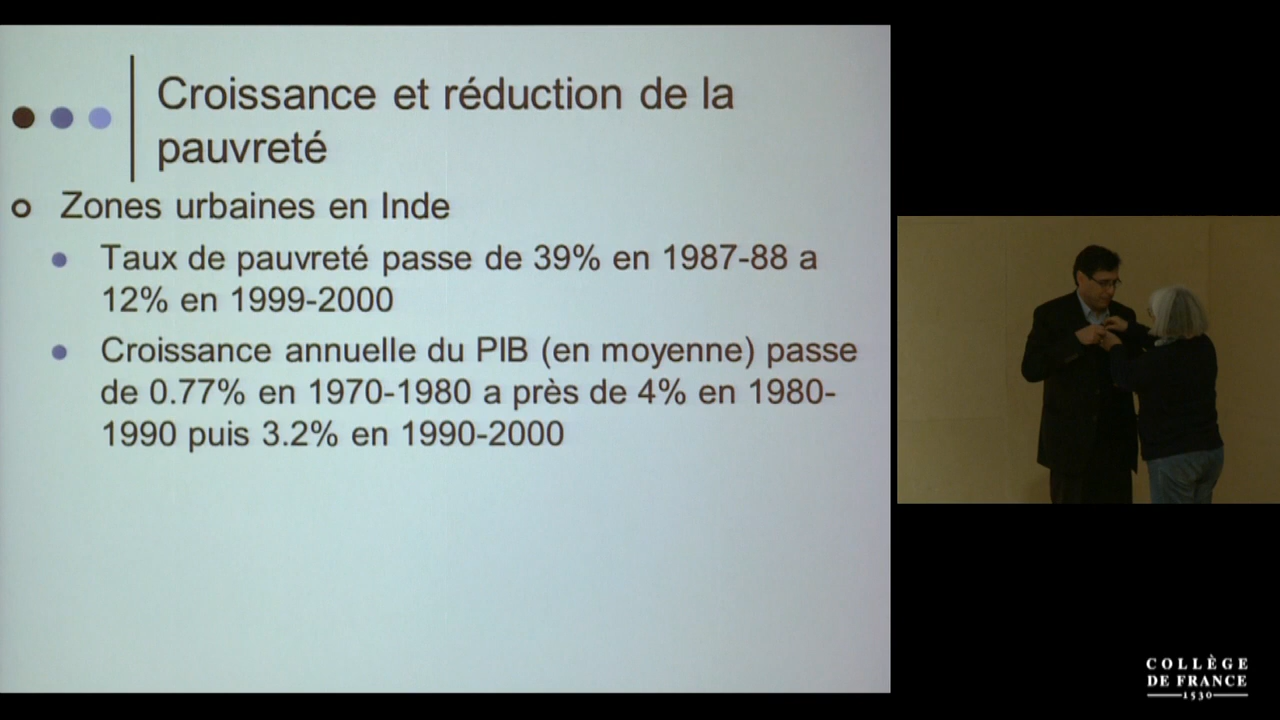 Croissance et réduction de la
pauvreté
Zones urbaines en Inde
Taux de pauvreté passe de 39% en 1987-88 a
12% en 1999-2000
Croissance annuelle du PIB (en moyenne) passe
de 0.77% en 1970-1980 a près de 4% en 1980-
1990 puis 3.2% en 1990-2000
COLLÈGE
DE FRANCE
1530